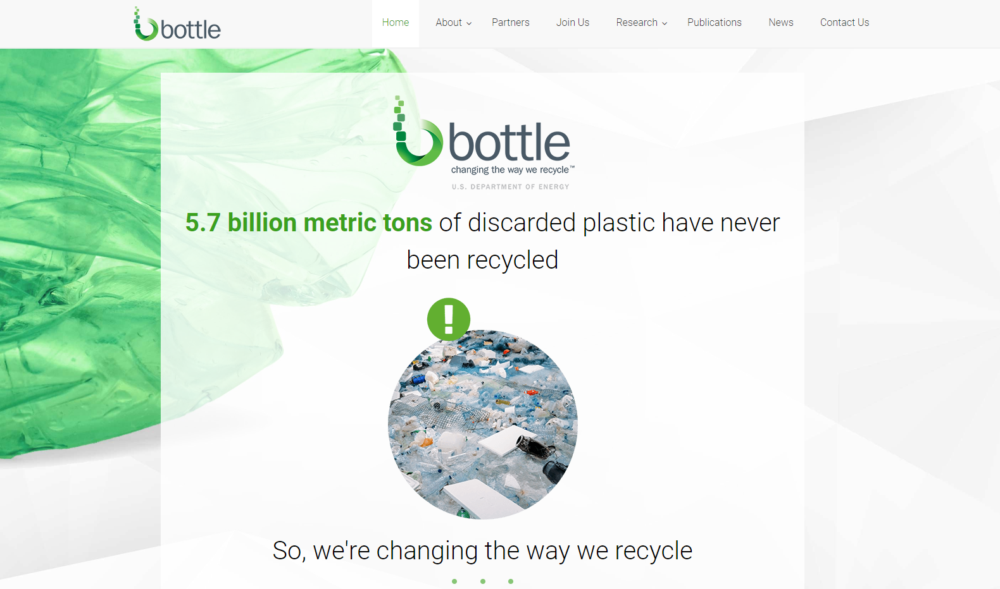 bottle
Home
About
Partners
Join Us
Research
Publications
News
Contact Us
bottle
changing the way we recycle™
U.S. DEPARTMENT OF ENERGY
5.7 billion metric tons of discarded plastic have never
been recycled
!
So, we're changing the way we recycle